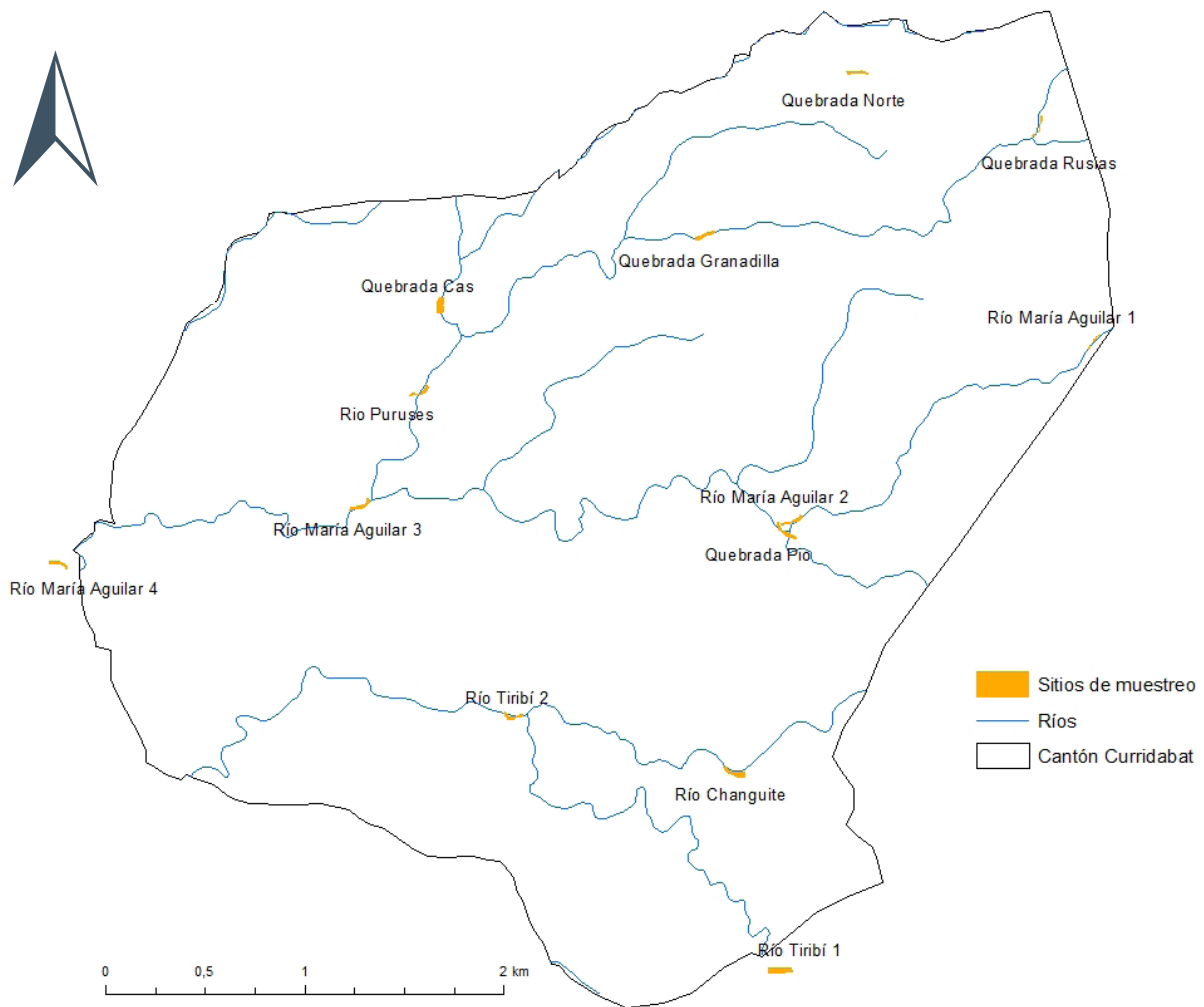 Quebrada Norte
Quebrada Rusias
Quebrada Granadilla
Quebrada Cas
Río María Aguilar 1
Rio Puruses
Río María Aguilar 2
Río María Aguilar 3
Quebrada Pio
Río María Aguilar 4
Río Tiribí 2
Río Changuite
Río Tiribí 1
Sitios de muestreo
Ríos
Cantón Curridabat
0 0,5 1 2 km